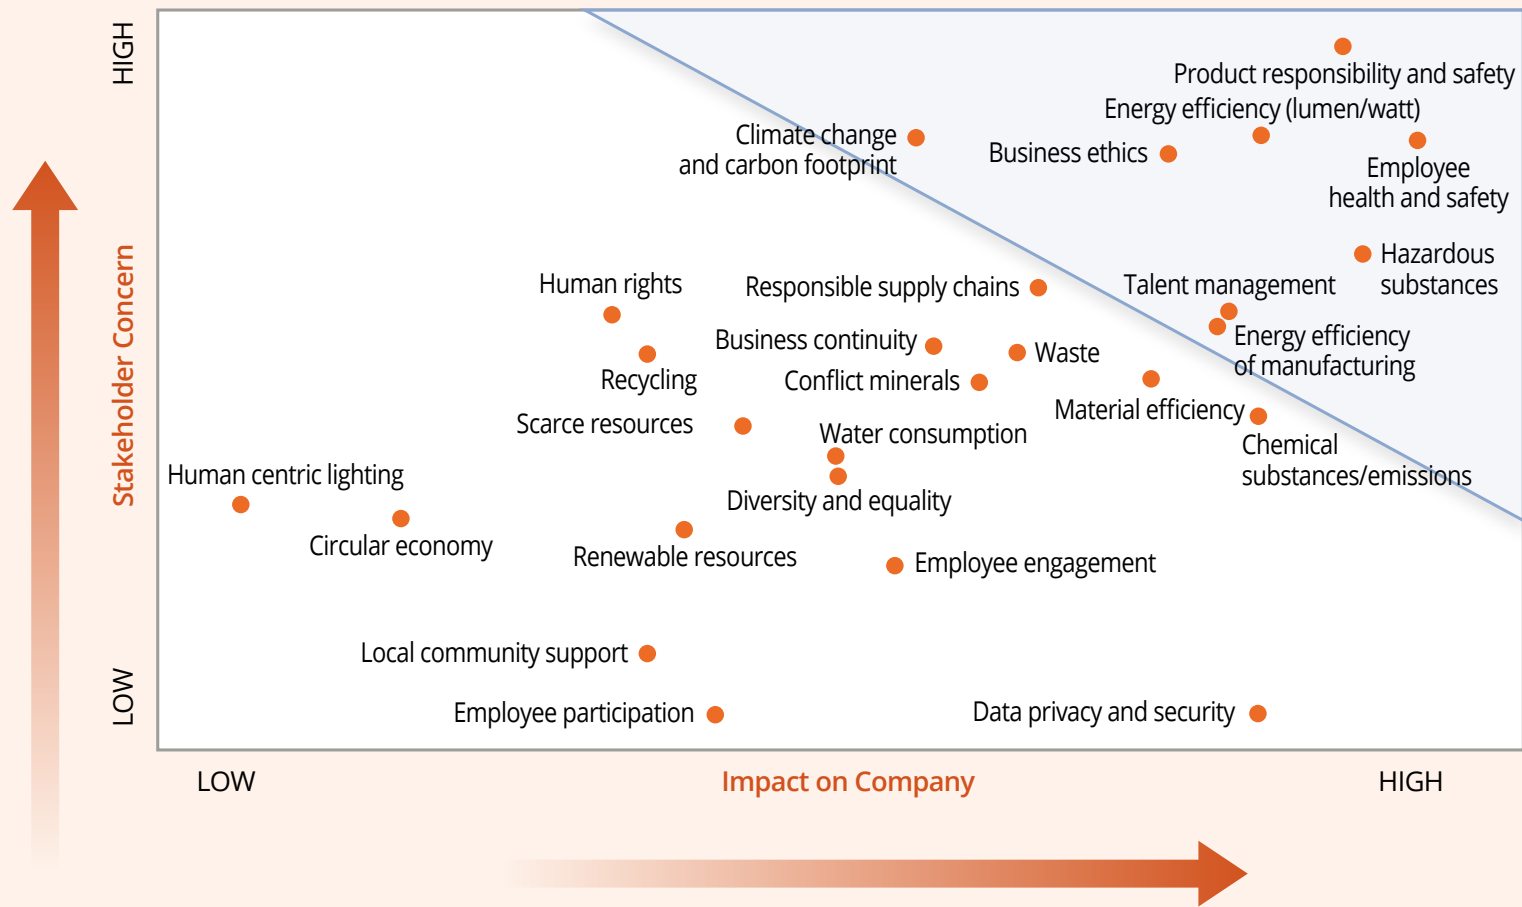 HIGH
Product responsibility and safety
Energy efficiency (lumen/watt)
Climate change
and carbon footprint
Business ethics
Employee
health and safety
Hazardous
substances
Human rights
Responsible supply chains
Talent management
Stakeholder Concern
Business continuity
Waste
Energy efficiency
of manufacturing
Recycling
Conflict minerals
Material efficiency
Scarce resources
Water consumption
Chemical
substances/emissions
Human centric lighting
Diversity and equality
Circular economy
Renewable resources
Employee engagement
Local community support
LOW
Employee participation
Data privacy and security
LOW
Impact on Company
HIGH